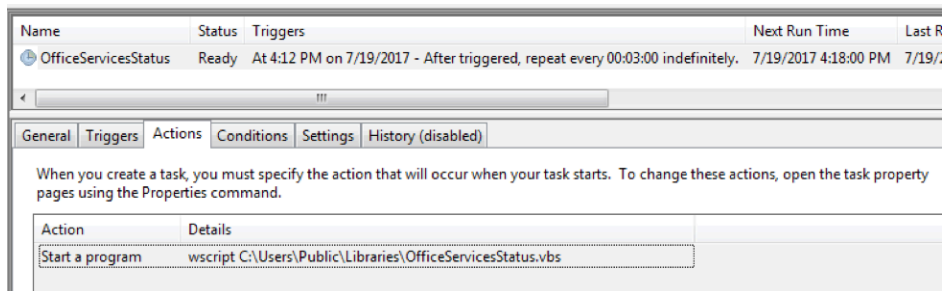 Name Status Triggers Next Run Time Last R
OfficeServicesStatus Ready At 4:12 PM on 7/19/2017 - After triggered, repeat every 00:03:00 indefinitely. 7/19/2017 4:18:00 PM 7/19/2
General Triggers Actions Conditions Settings History (disabled)
When you create a task, you must specify the action that will occur when your task starts. To change these actions, open the task property
pages using the Properties command.
Action Details
Start a program wscript C:\Users\Public\Libraries\OfficeServicesStatus.vbs